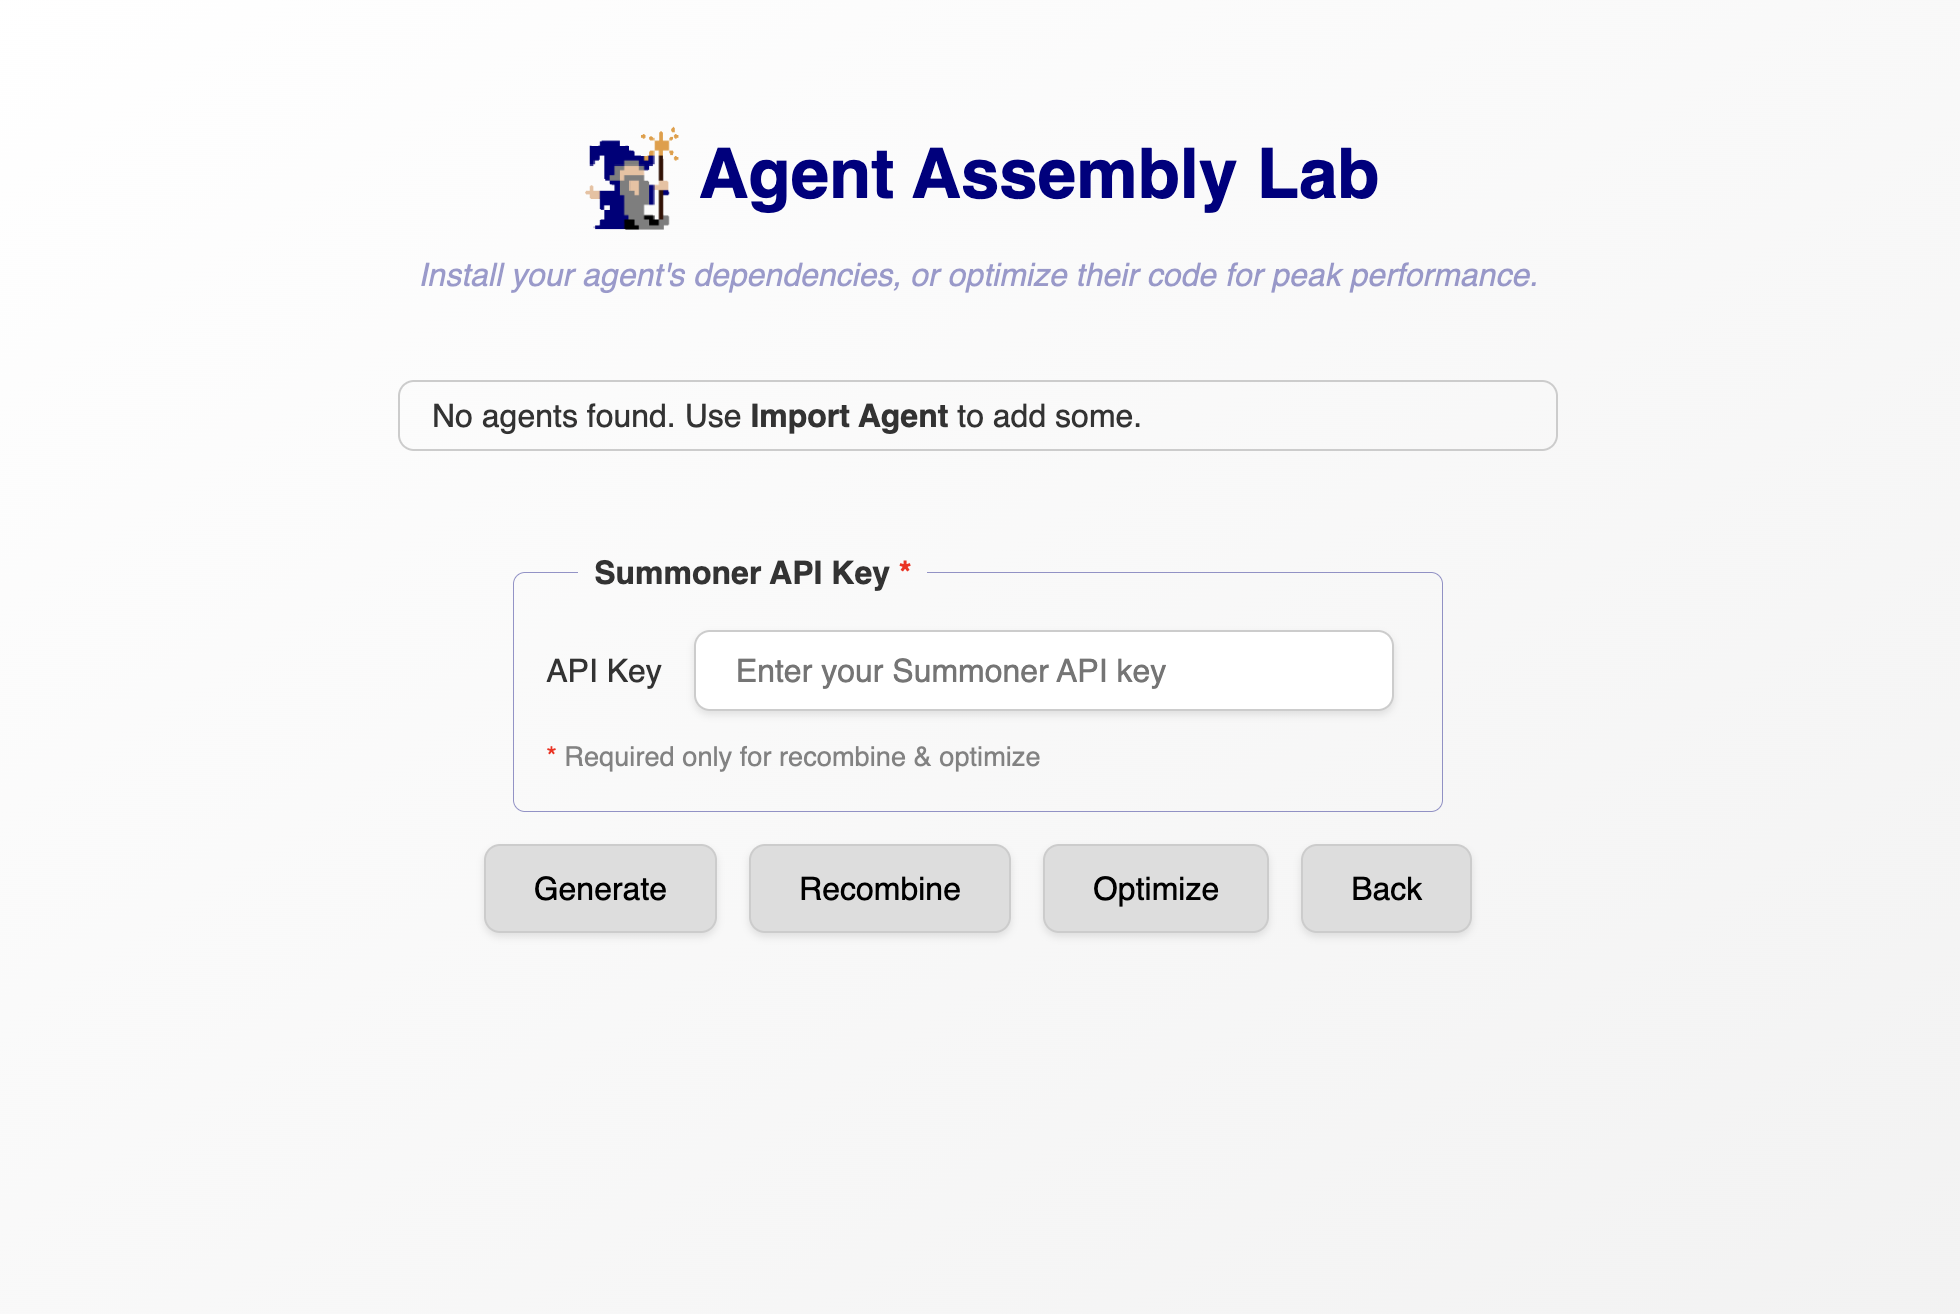 Agent Assembly Lab
Install your agent's dependencies, or optimize their code for peak performance.
No agents found. Use Import Agent to add some.
Summoner API Key *
API Key
Enter your Summoner API key
* Required only for recombine & optimize
Generate
Recombine
Optimize
Back